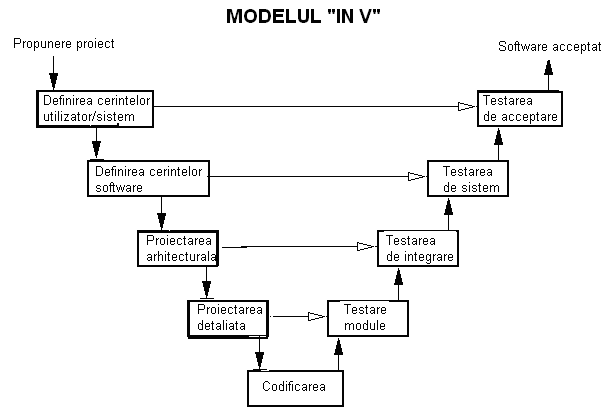 MODELUL "IN V"
Propunere proiect
Software acceptat
Definirea cerintelor
utilizator/sistem
Testarea
de acceptare
Definirea cerintelor
software
Testarea
de sistem
Proiectarea
arhitecturala
Testarea
de integrare
Proiectarea
detaliata
Testare
module
Codificarea